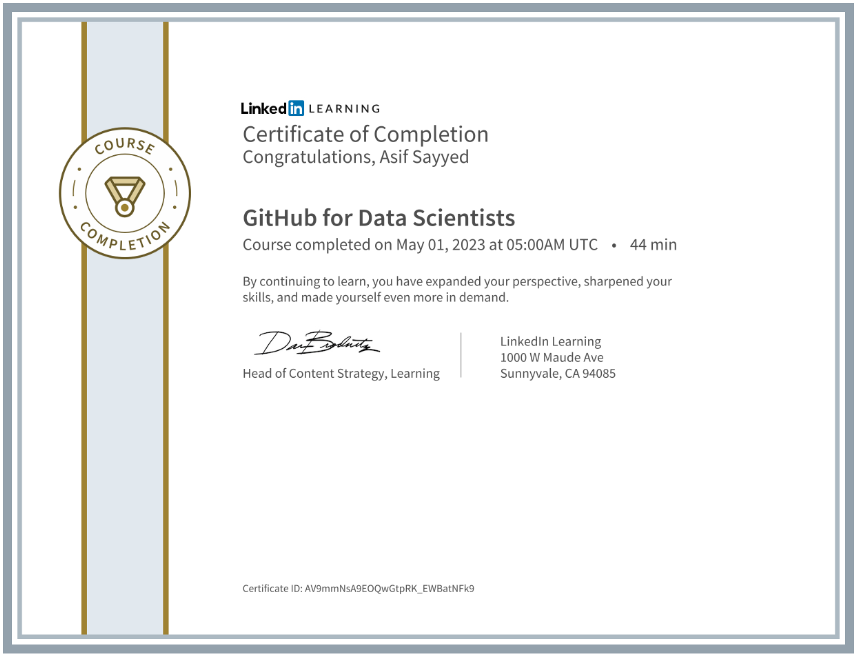 LinkedIn LEARNING
Certificate of Completion
Congratulations, Asif Sayyed
COURSE
COMPLETION
GitHub for Data Scientists
Course completed on May 01, 2023 at 05:00AM UTC • 44 min
By continuing to learn, you have expanded your perspective, sharpened your
skills, and made yourself even more in demand.
Head of Content Strategy, Learning
LinkedIn Learning
1000 W Maude Ave
Sunnyvale, CA 94085
Certificate ID: AV9mmNsA9EOQwGtpRK_EWBatNFk9